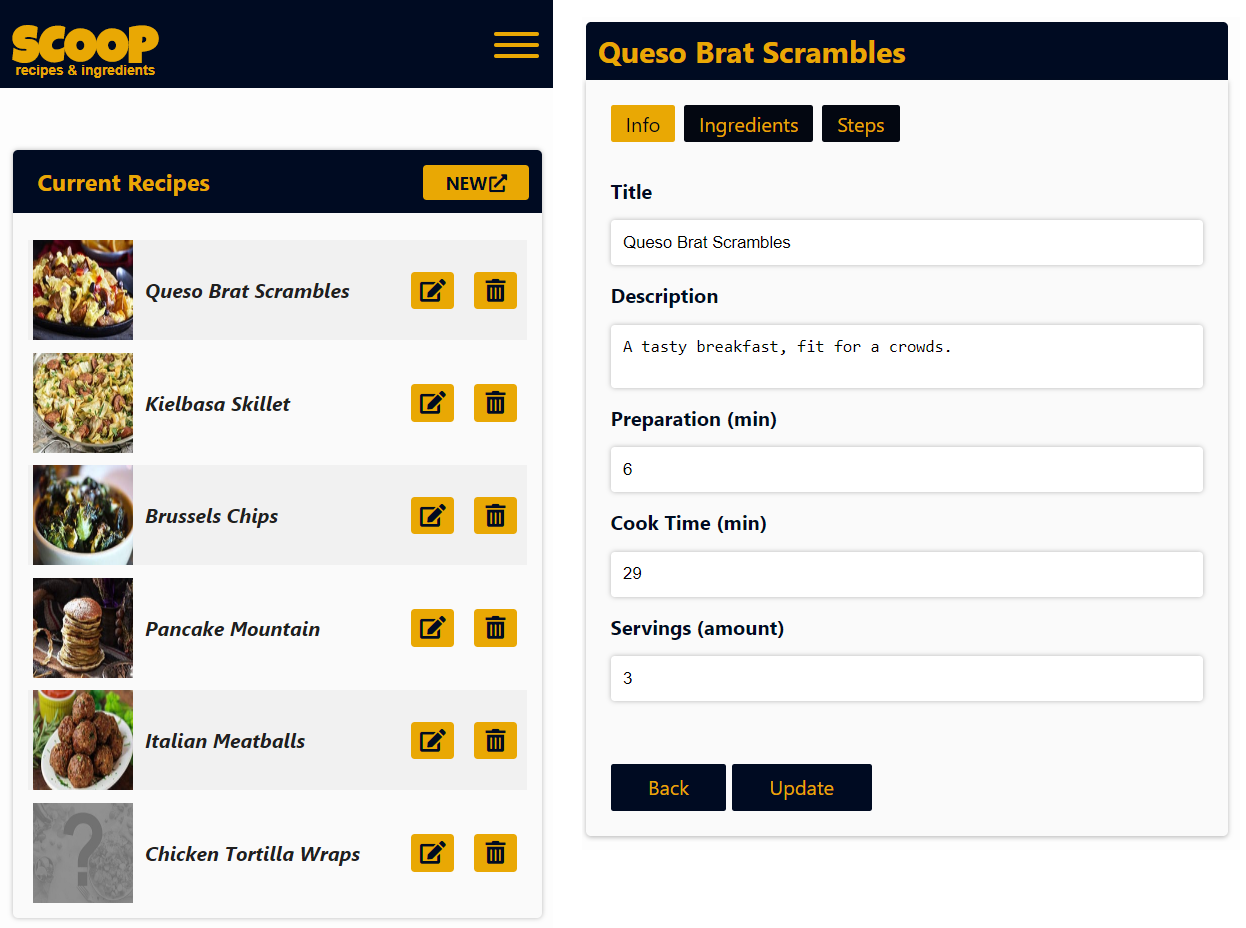 SCOOP
recipes & ingredients
Current Recipes
NEW
Queso Brat Scrambles
Kielbasa Skillet
Brussels Chips
Pancake Mountain
Italian Meatballs
?
Chicken Tortilla Wraps
Queso Brat Scrambles
Info Ingredients Steps
Title
Queso Brat Scrambles
Description
A tasty breakfast, fit for a crowds.
Preparation (min)
6
Cook Time (min)
29
Servings (amount)
3
Back Update